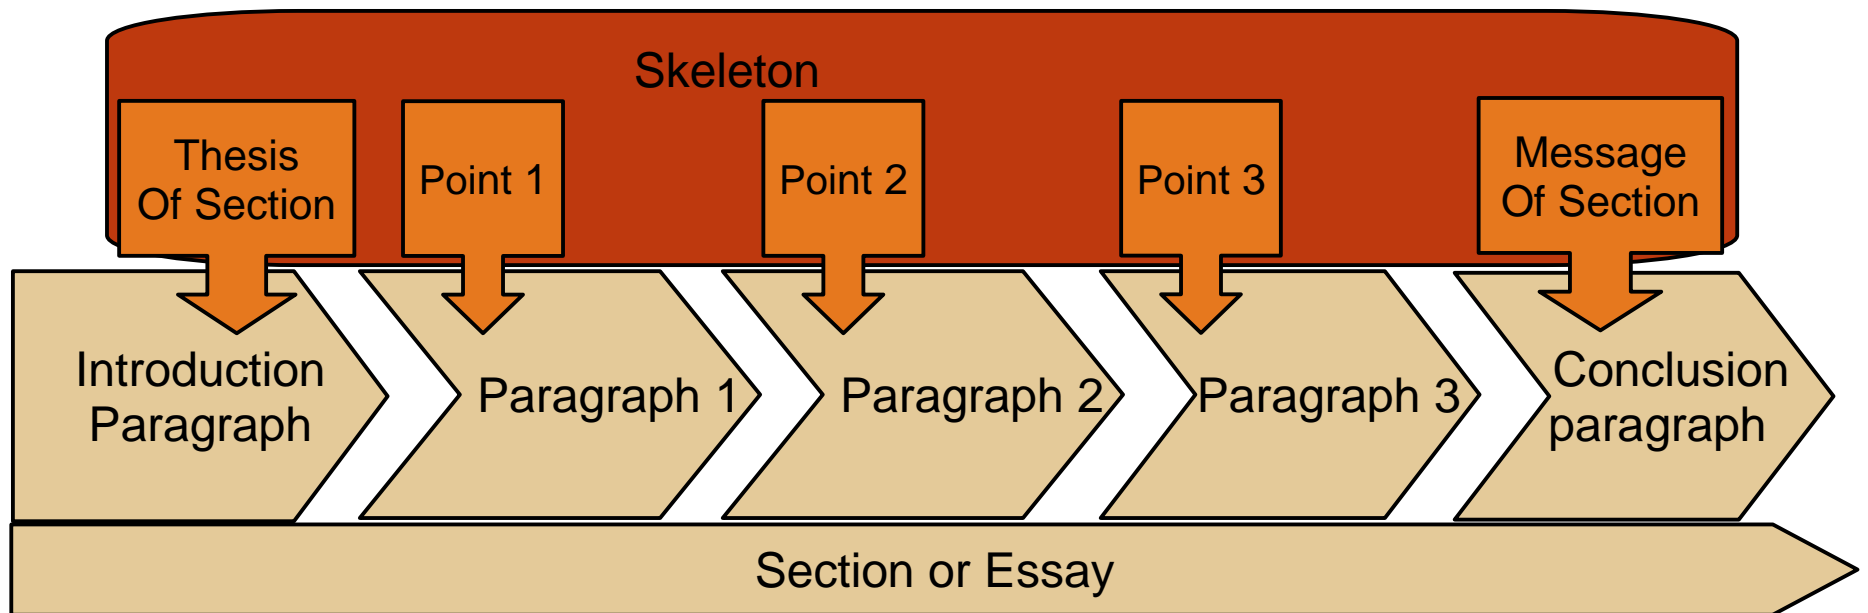 Skeleton
Thesis
Of Section
Point 1
Point 2
Point 3
Message
Of Section
Introduction
Paragraph
Paragraph 1
Paragraph 2
Paragraph 3
Conclusion
paragraph
Section or Essay